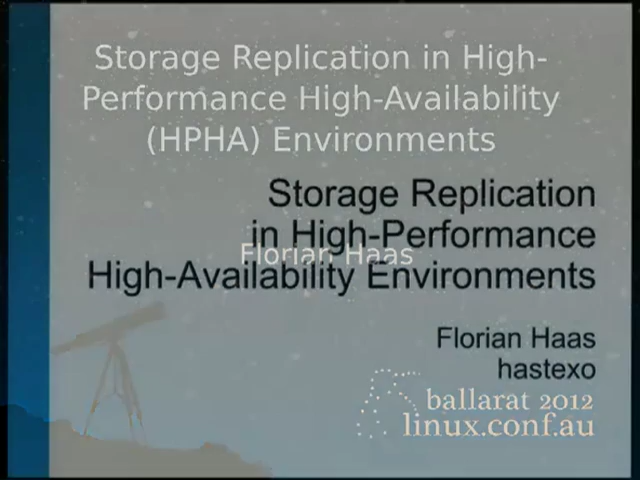 Storage Replication in High-
Performance High-Availability
(HPHA) Environments
Storage Replication
in High-Performance
Florian Haas
High-Availability Environments
Florian Haas
hastexo
ballarat 2012
linux.conf.au